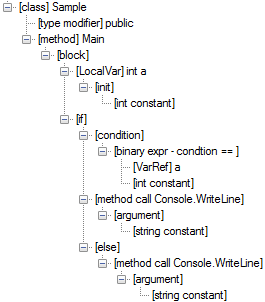 [class] Sample
[type modifier] public
[method] Main
[block]
[LocalVar] int a
[init]
[int constant]
[if]
[condition]
[binary expr - condtion == ]
[VarRef] a
[int constant]
[method call Console.WriteLine]
[argument]
[string constant]
[else]
[method call Console.WriteLine]
[argument]
[string constant]